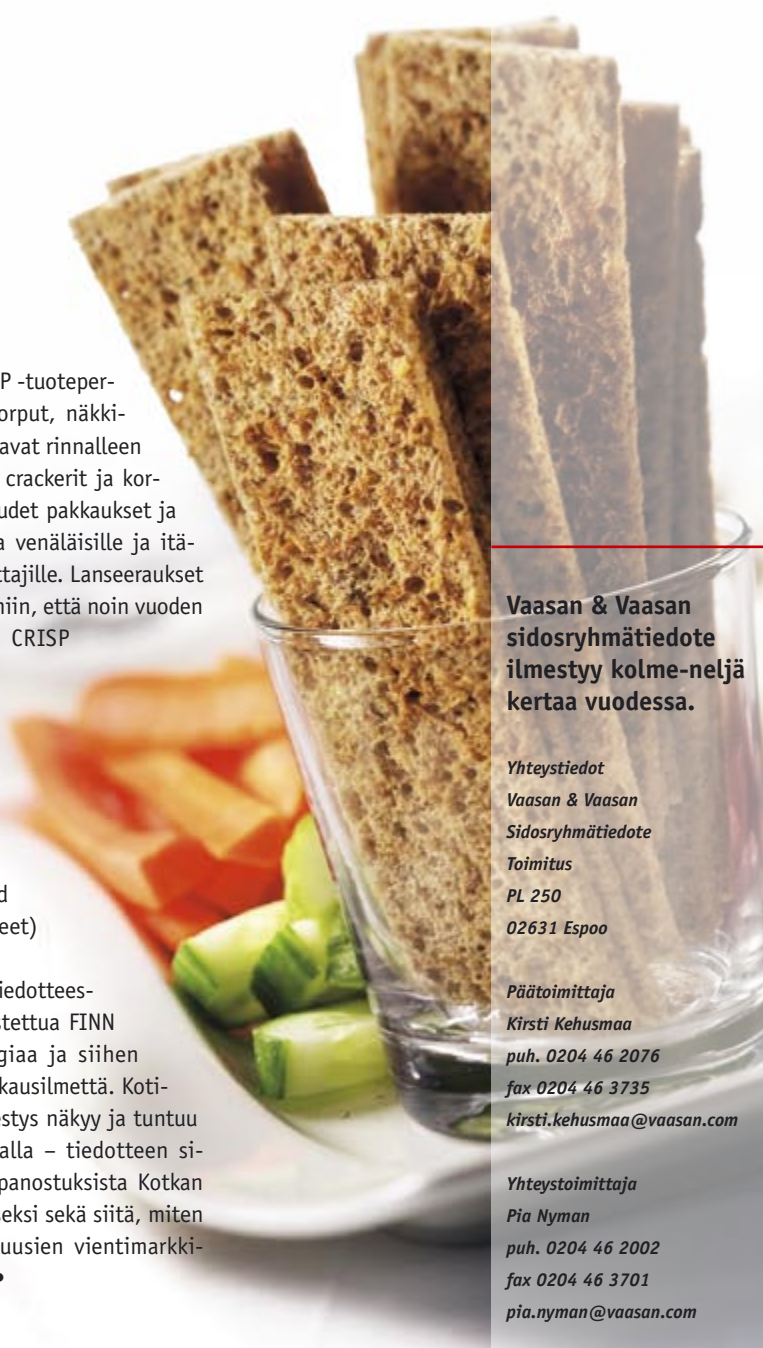 P -tuoteper-
orput, näkki-
avat rinnalleen
crackerit ja kor-
udet pakkaukset ja
a venäläisille ja itä-
ttajille. Lanseeraukset
niin, että noin vuoden
CRISP
d
eet)
iedottees-
stettua FINN
giaa ja siihen
kausilmettä. Koti-
estys näkyy ja tuntuu
alla – tiedotteen si-
panostuksista Kotkan
seksi sekä siitä, miten
uusien vientimarkki-
•
Vaasan & Vaasan
sidosryhmätiedote
ilmestyy kolme-neljä
kertaa vuodessa.
Yhteystiedot
Vaasan & Vaasan
Sidosryhmätiedote
Toimitus
PL 250
02631 Espoo
Päätoimittaja
Kirsti Kehusmaa
puh. 0204 46 2076
fax 0204 46 3735
kirsti.kehusmaa@vaasan.com
Yhteystoimittaja
Pia Nyman
puh. 0204 46 2002
fax 0204 46 3701
pia.nyman@vaasan.com